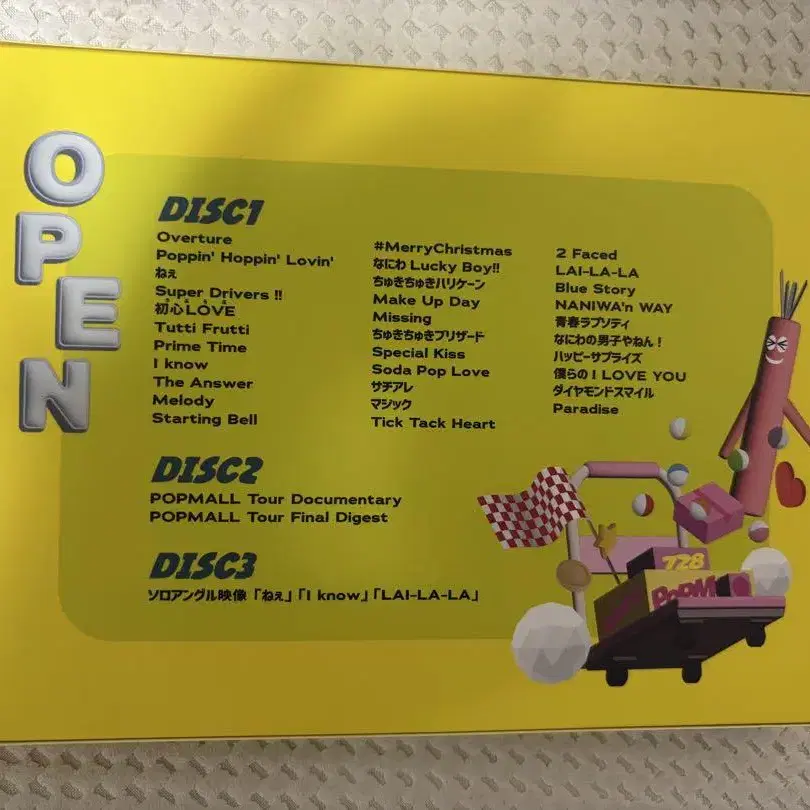 OPEN
DISC1
Overture
Poppin' Hoppin' Lovin'
ねぇ
Super Drivers !!
初心LOVE
Tutti Frutti
Prime Time
I know
The Answer
Melody
Starting Bell
#MerryChristmas
なにわ Lucky Boy!!
ちゅきちゅきハリケーン
Make Up Day
Missing
ちゅきちゅきブリザード
Special Kiss
Soda Pop Love
サチアレ
マジック
Tick Tack Heart
2 Faced
LAI-LA-LA
Blue Story
NANIWA'n WAY
青春ラプソディ
なにわの男子やねん！
ハッピーサプライズ
僕らの I LOVE YOU
ダイヤモンドスマイル
Paradise
DISC2
POPMALL Tour Documentary
POPMALL Tour Final Digest
DISC3
ソロアングル映像「ねぇ」「I know」「LAI-LA-LA」
728
POPM